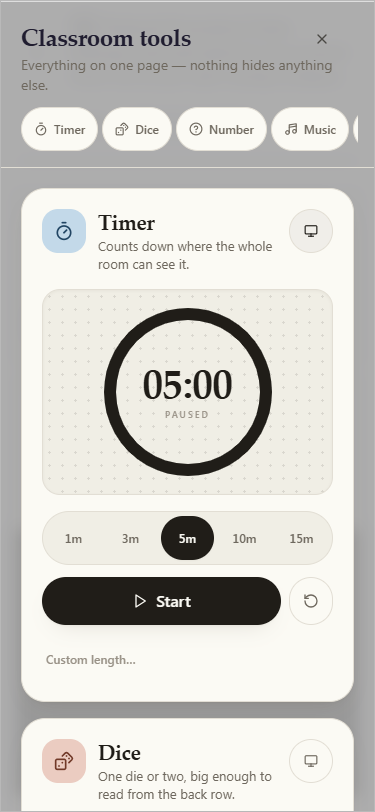 Classroom tools
Everything on one page — nothing hides anything
else.
Timer
Dice
Number
Music
Timer
Counts down where the whole
room can see it.
05:00
PAUSED
1m
3m
5m
10m
15m
Start
Custom length...
Dice
One die or two, big enough to
read from the back row.